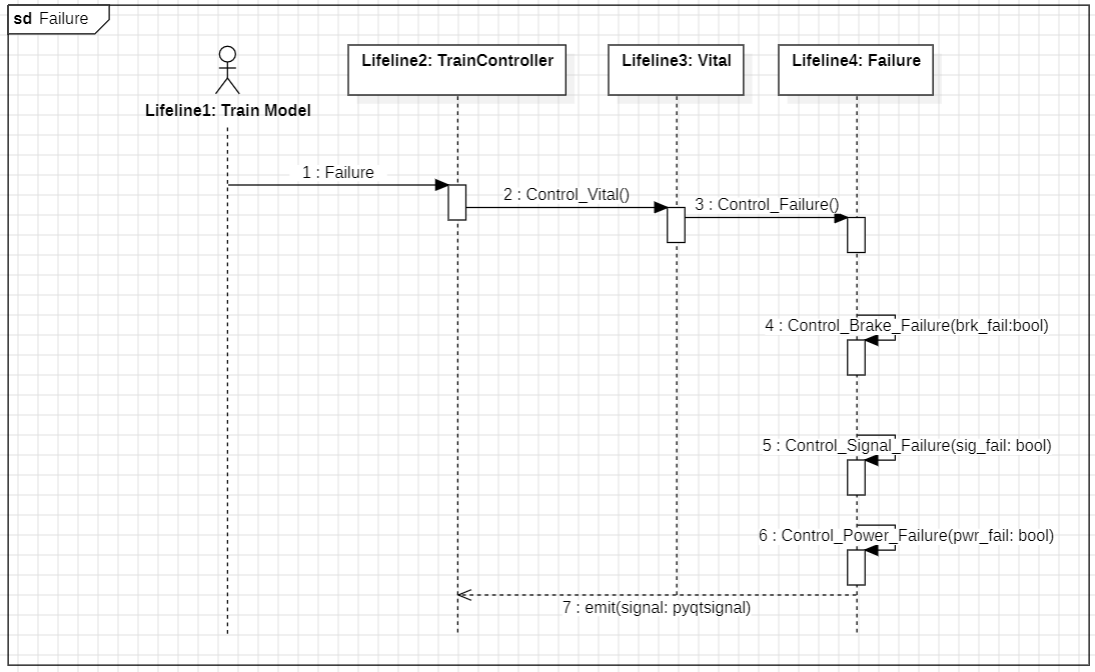 sd Failure
Lifeline2: TrainController
Lifeline3: Vital
Lifeline4: Failure
Lifeline1: Train Model
1 : Failure
2 : Control_Vital()
3 : Control_Failure()
4 : Control_Brake_Failure(brk_fail:bool)
5 : Control_Signal_Failure(sig_fail: bool)
6 : Control_Power_Failure(pwr_fail: bool)
7 : emit(signal: pyqtsignal)